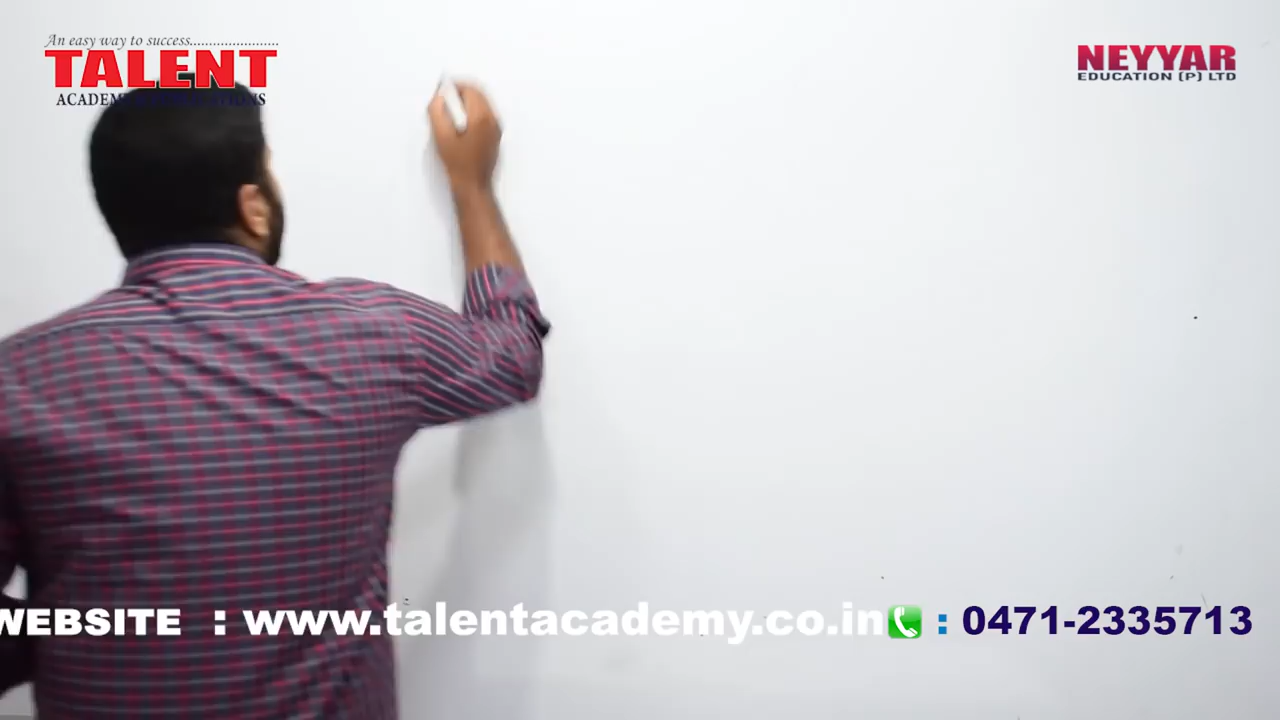 An easy way to success.......................
TALENT
NEYYAR
EDUCATION (P) LTD
WEBSITE : www.talentacademy.co.in : 0471-2335713